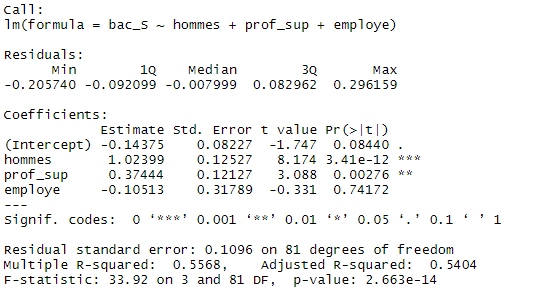 Call:
lm(formula = bac_S ~ hommes + prof_sup + employe)
Residuals:
Min 1Q Median 3Q Max
-0.205740 -0.092099 -0.007999 0.082962 0.296159
Coefficients:
Estimate Std. Error t value Pr(>|t|)
(Intercept) -0.14375 0.08227 -1.747 0.08440 .
hommes 1.02399 0.12527 8.174 3.41e-12 ***
prof_sup 0.37444 0.12127 3.088 0.00276 **
employe -0.10513 0.31789 -0.331 0.74172
---
Signif. codes: 0 ‘***’ 0.001 ‘**’ 0.01 ‘*’ 0.05 ‘.’ 0.1 ‘ ’ 1
Residual standard error: 0.1096 on 81 degrees of freedom
Multiple R-squared: 0.5568, Adjusted R-squared: 0.5404
F-statistic: 33.92 on 3 and 81 DF, p-value: 2.663e-14